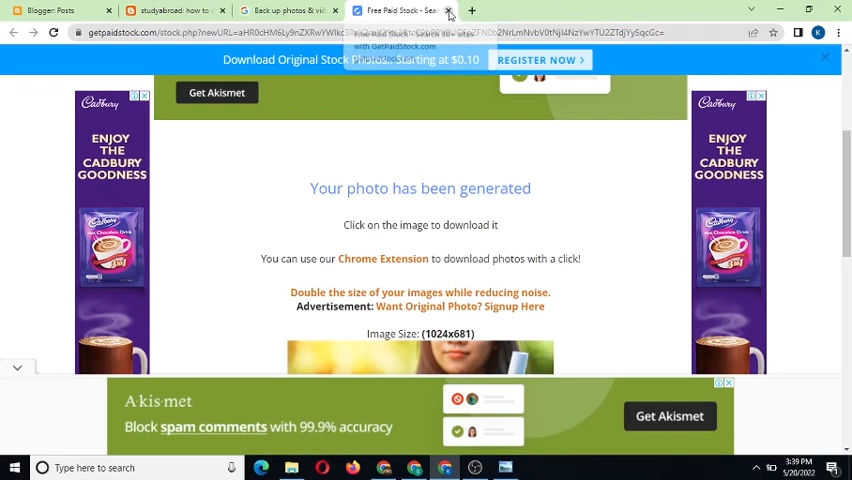 Blogger: Posts
studyabroad: how to
Back up photos & vid
Free Paid Stock - Sea
getpaidstock.com
Download Original Stock Photos. Starting at $0.10
REGISTER NOW >
Get Akismet
Cadbury
ENJOY
THE
CADBURY
GOODNESS
Cadbury
ENJOY
THE
CADBURY
GOODNESS
Your photo has been generated
Click on the image to download it
You can use our Chrome Extension to download photos with a click!
Double the size of your images while reducing noise.
Advertisement: Want Original Photo? Signup Here
Image Size: (1024x681)
Akismet
Block spam comments with 99.9% accuracy
Get Akismet
Type here to search
3:39 PM
5/20/2022